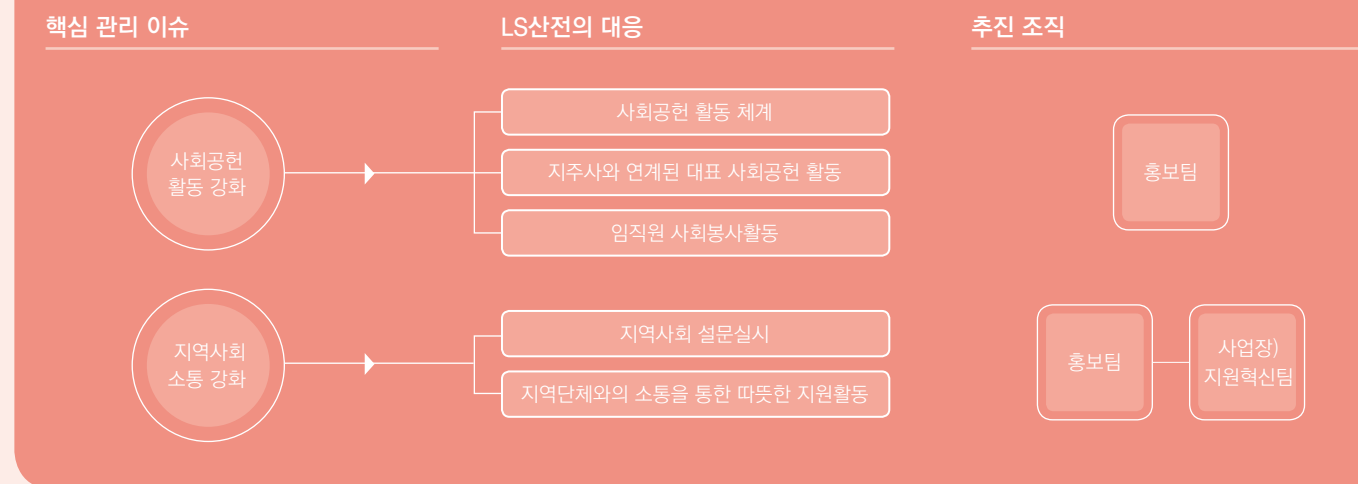 핵심 관리 이슈
LS산전의 대응
추진 조직
사회공헌
활동 강화
사회공헌 활동 체계
지주사와 연계된 대표 사회공헌 활동
임직원 사회봉사활동
홍보팀
지역사회
소통 강화
지역사회 설문실시
지역단체와의 소통을 통한 따뜻한 지원활동
홍보팀
사업장)
지원혁신팀